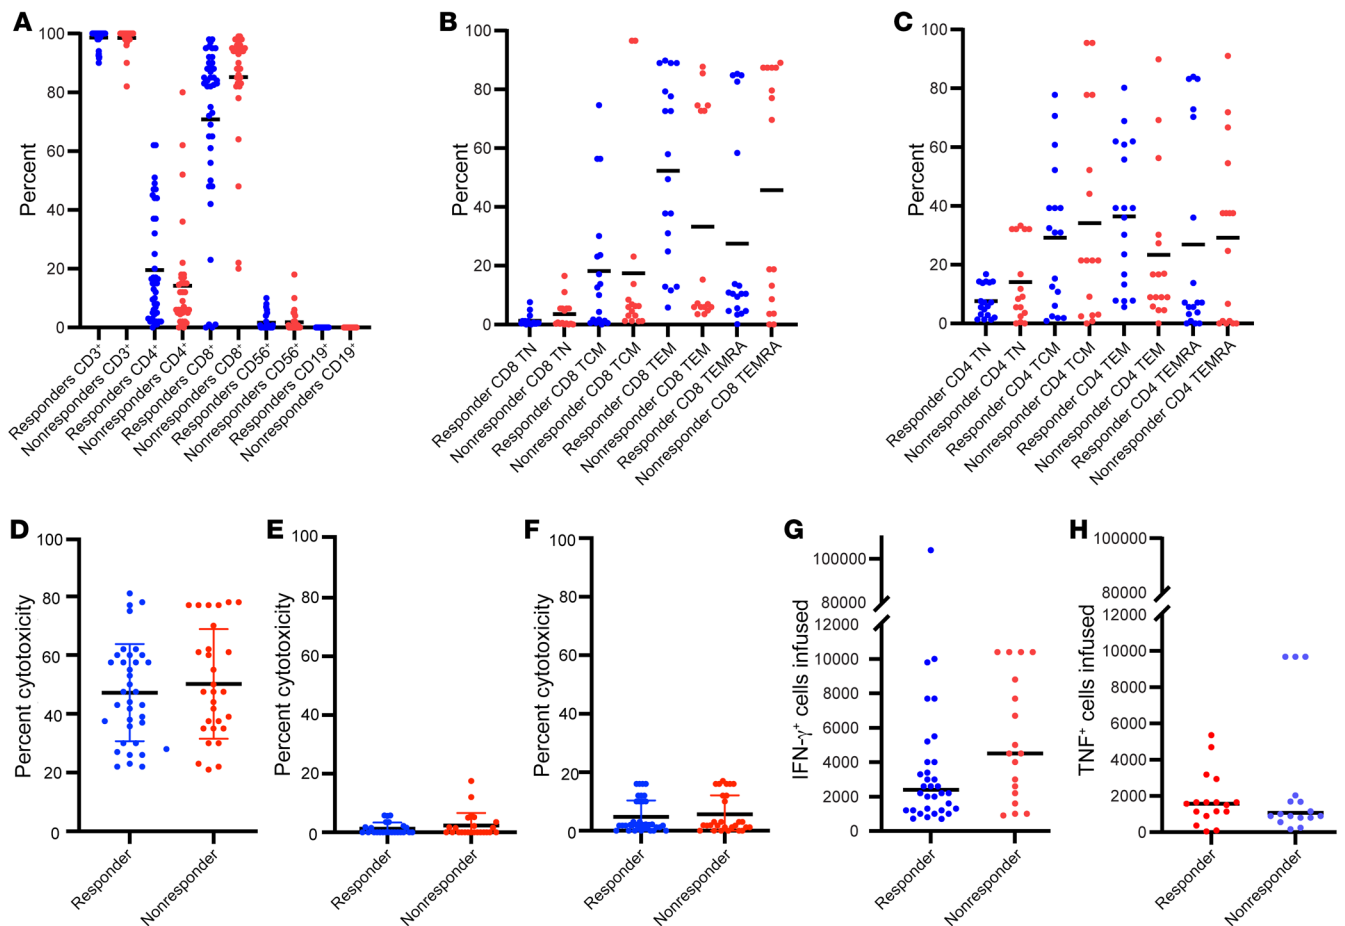 A
Percent
100
80
60
40
20
0
Responders CD3+
Nonresponders CD3+
Responders CD4+
Nonresponders CD4+
Responders CD8+
Nonresponders CD8+
Responders CD56+
Nonresponders CD56+
Responders CD19+
Nonresponders CD19+
B
Percent
100
80
60
40
20
0
Responder CD8 TN
Nonresponder CD8 TN
Responder CD8 TCM
Nonresponder CD8 TCM
Responder CD8 TEM
Nonresponder CD8 TEM
Responder CD8 TEMRA
Nonresponder CD8 TEMRA
C
Percent
100
80
60
40
20
0
Responder CD4 TN
Nonresponder CD4 TN
Responder CD4 TCM
Nonresponder CD4 TCM
Responder CD4 TEM
Nonresponder CD4 TEM
Responder CD4 TEMRA
Nonresponder CD4 TEMRA
D
Percent cytotoxicity
100
80
60
40
20
0
Responder
Nonresponder
E
Percent cytotoxicity
100
80
60
40
20
0
Responder
Nonresponder
F
Percent cytotoxicity
100
80
60
40
20
0
Responder
Nonresponder
G
IFN-γ+ cells infused
100000
80000
12000
10000
8000
6000
4000
2000
0
Responder
Nonresponder
H
TNF+ cells infused
100000
80000
12000
10000
8000
6000
4000
2000
0
Responder
Nonresponder